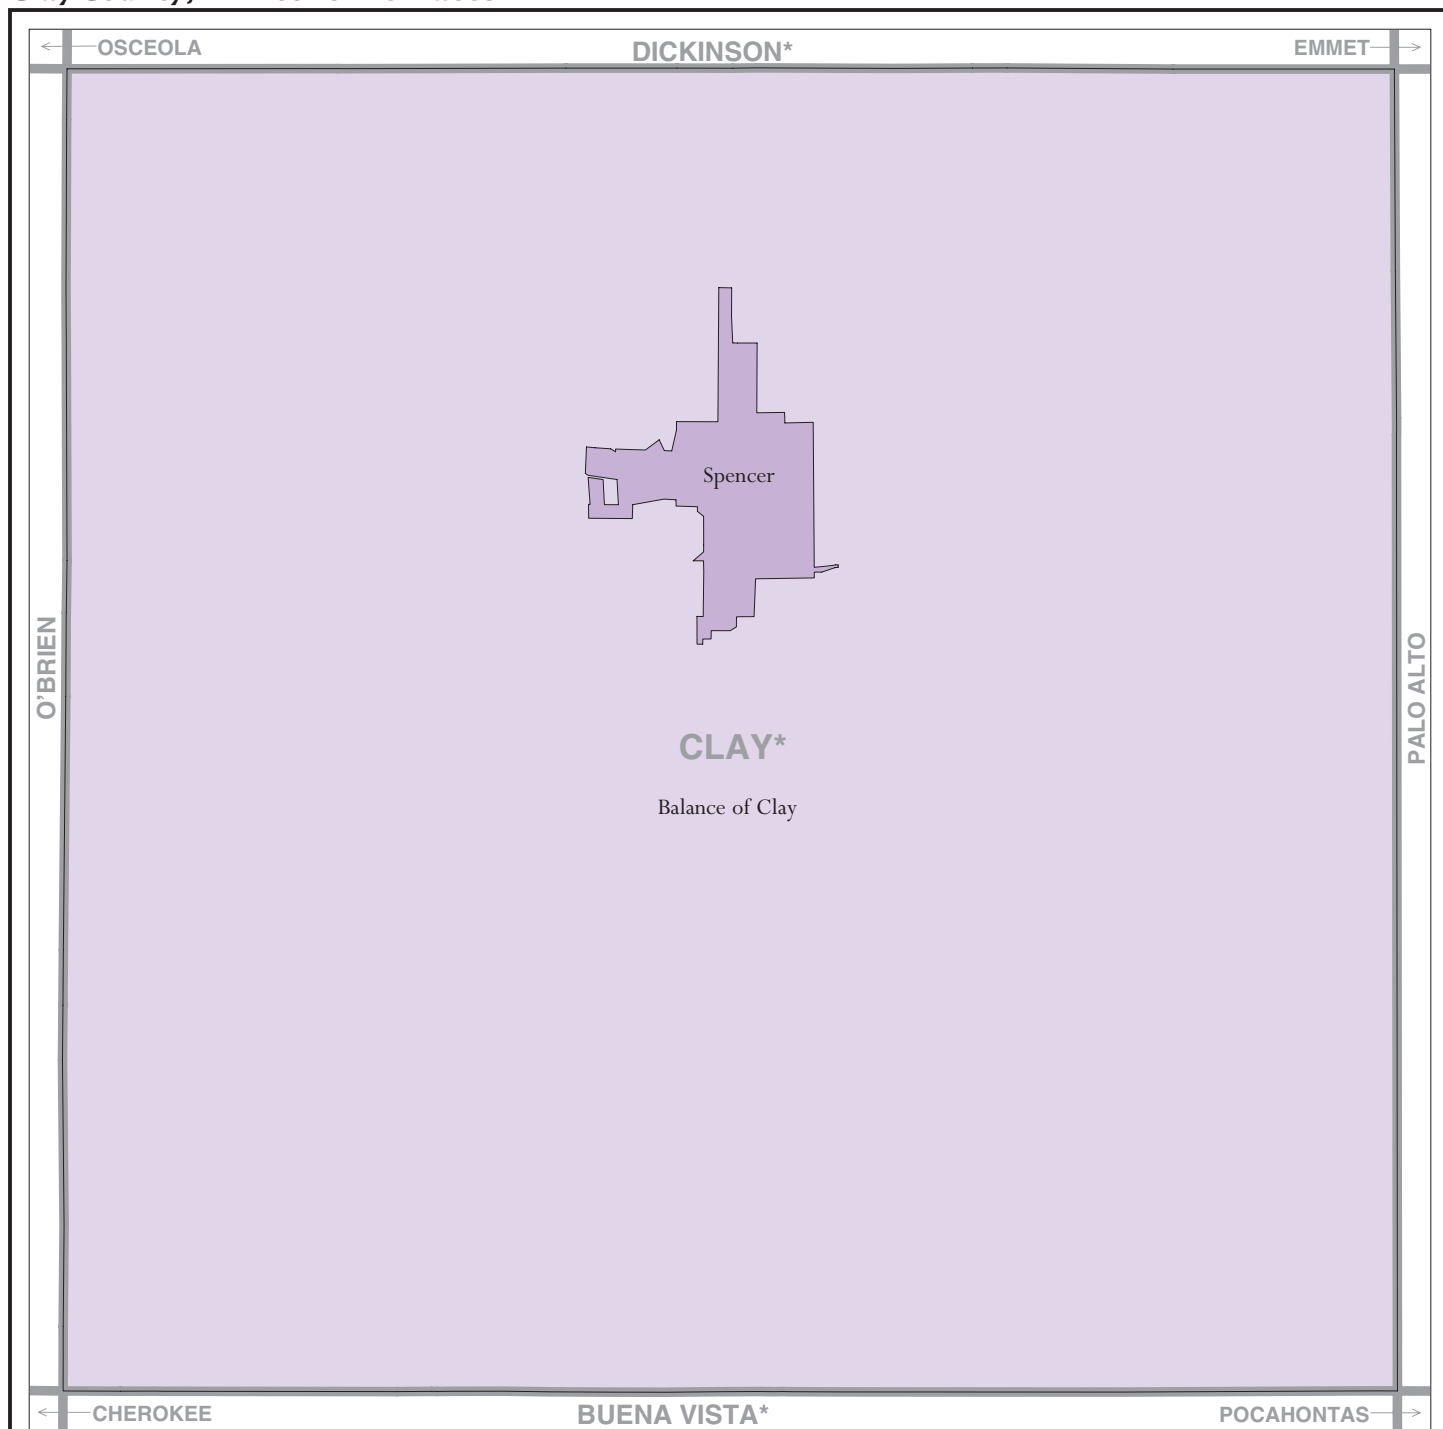 OSCEOLA
DICKINSON*
EMMET
Spencer
O'BRIEN
PALO ALTO
CLAY*
Balance of Clay
CHEROKEE
BUENA VISTA*
POCAHONTAS